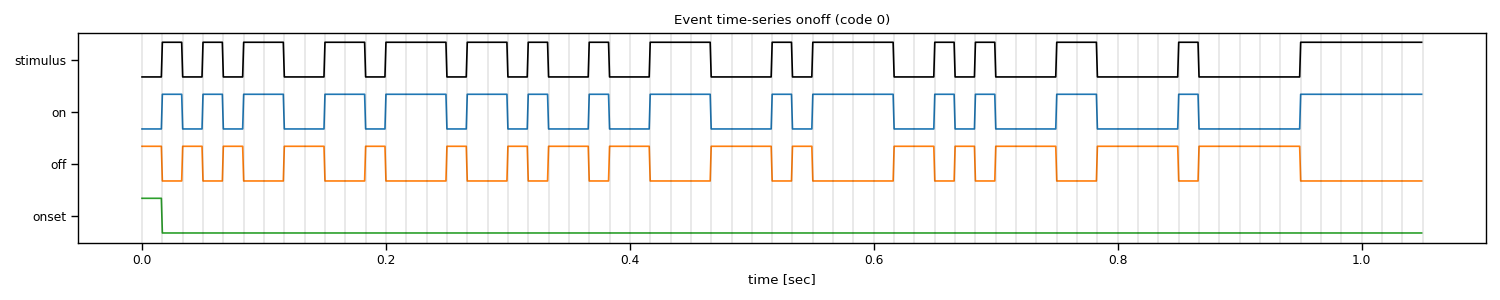 Event time-series onoff (code 0)
stimulus
on
off
onset
0.0 0.2 0.4 0.6 0.8 1.0
time [sec]